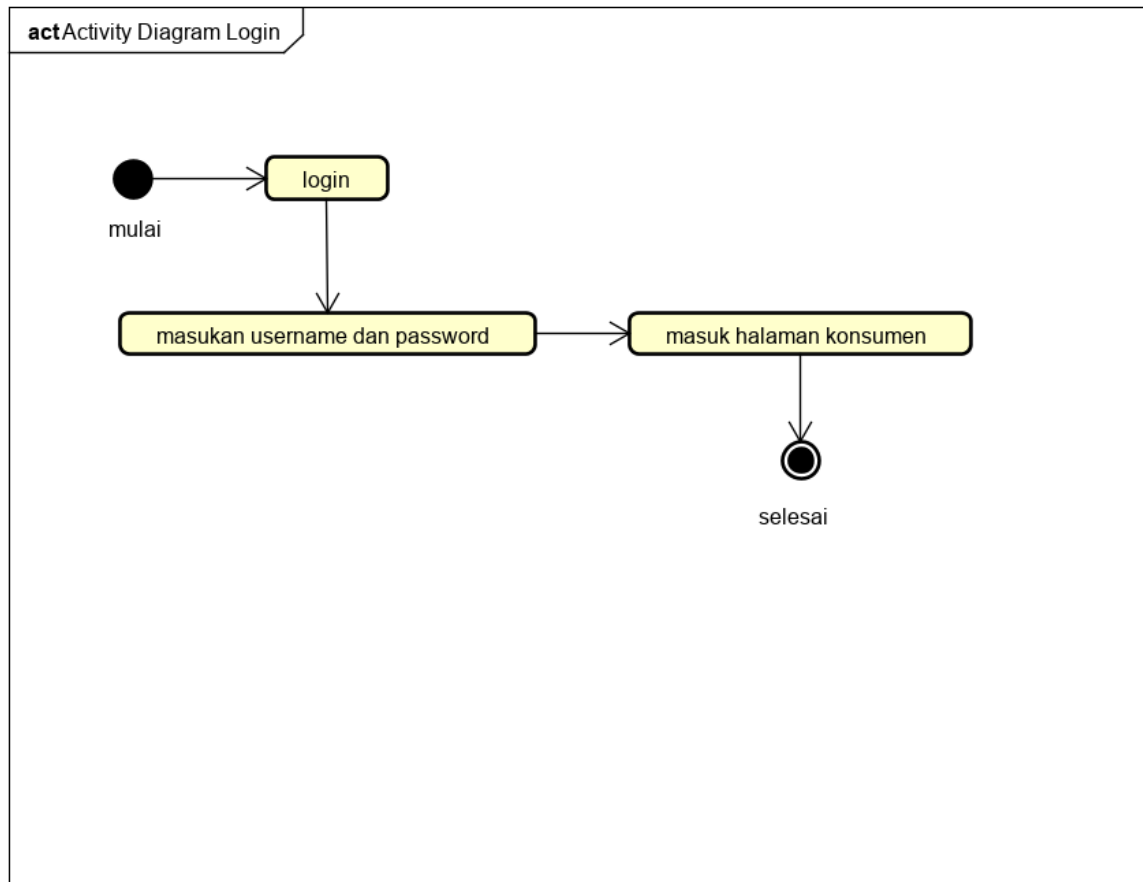 act Activity Diagram Login
login
mulai
masukan username dan password
masuk halaman konsumen
selesai